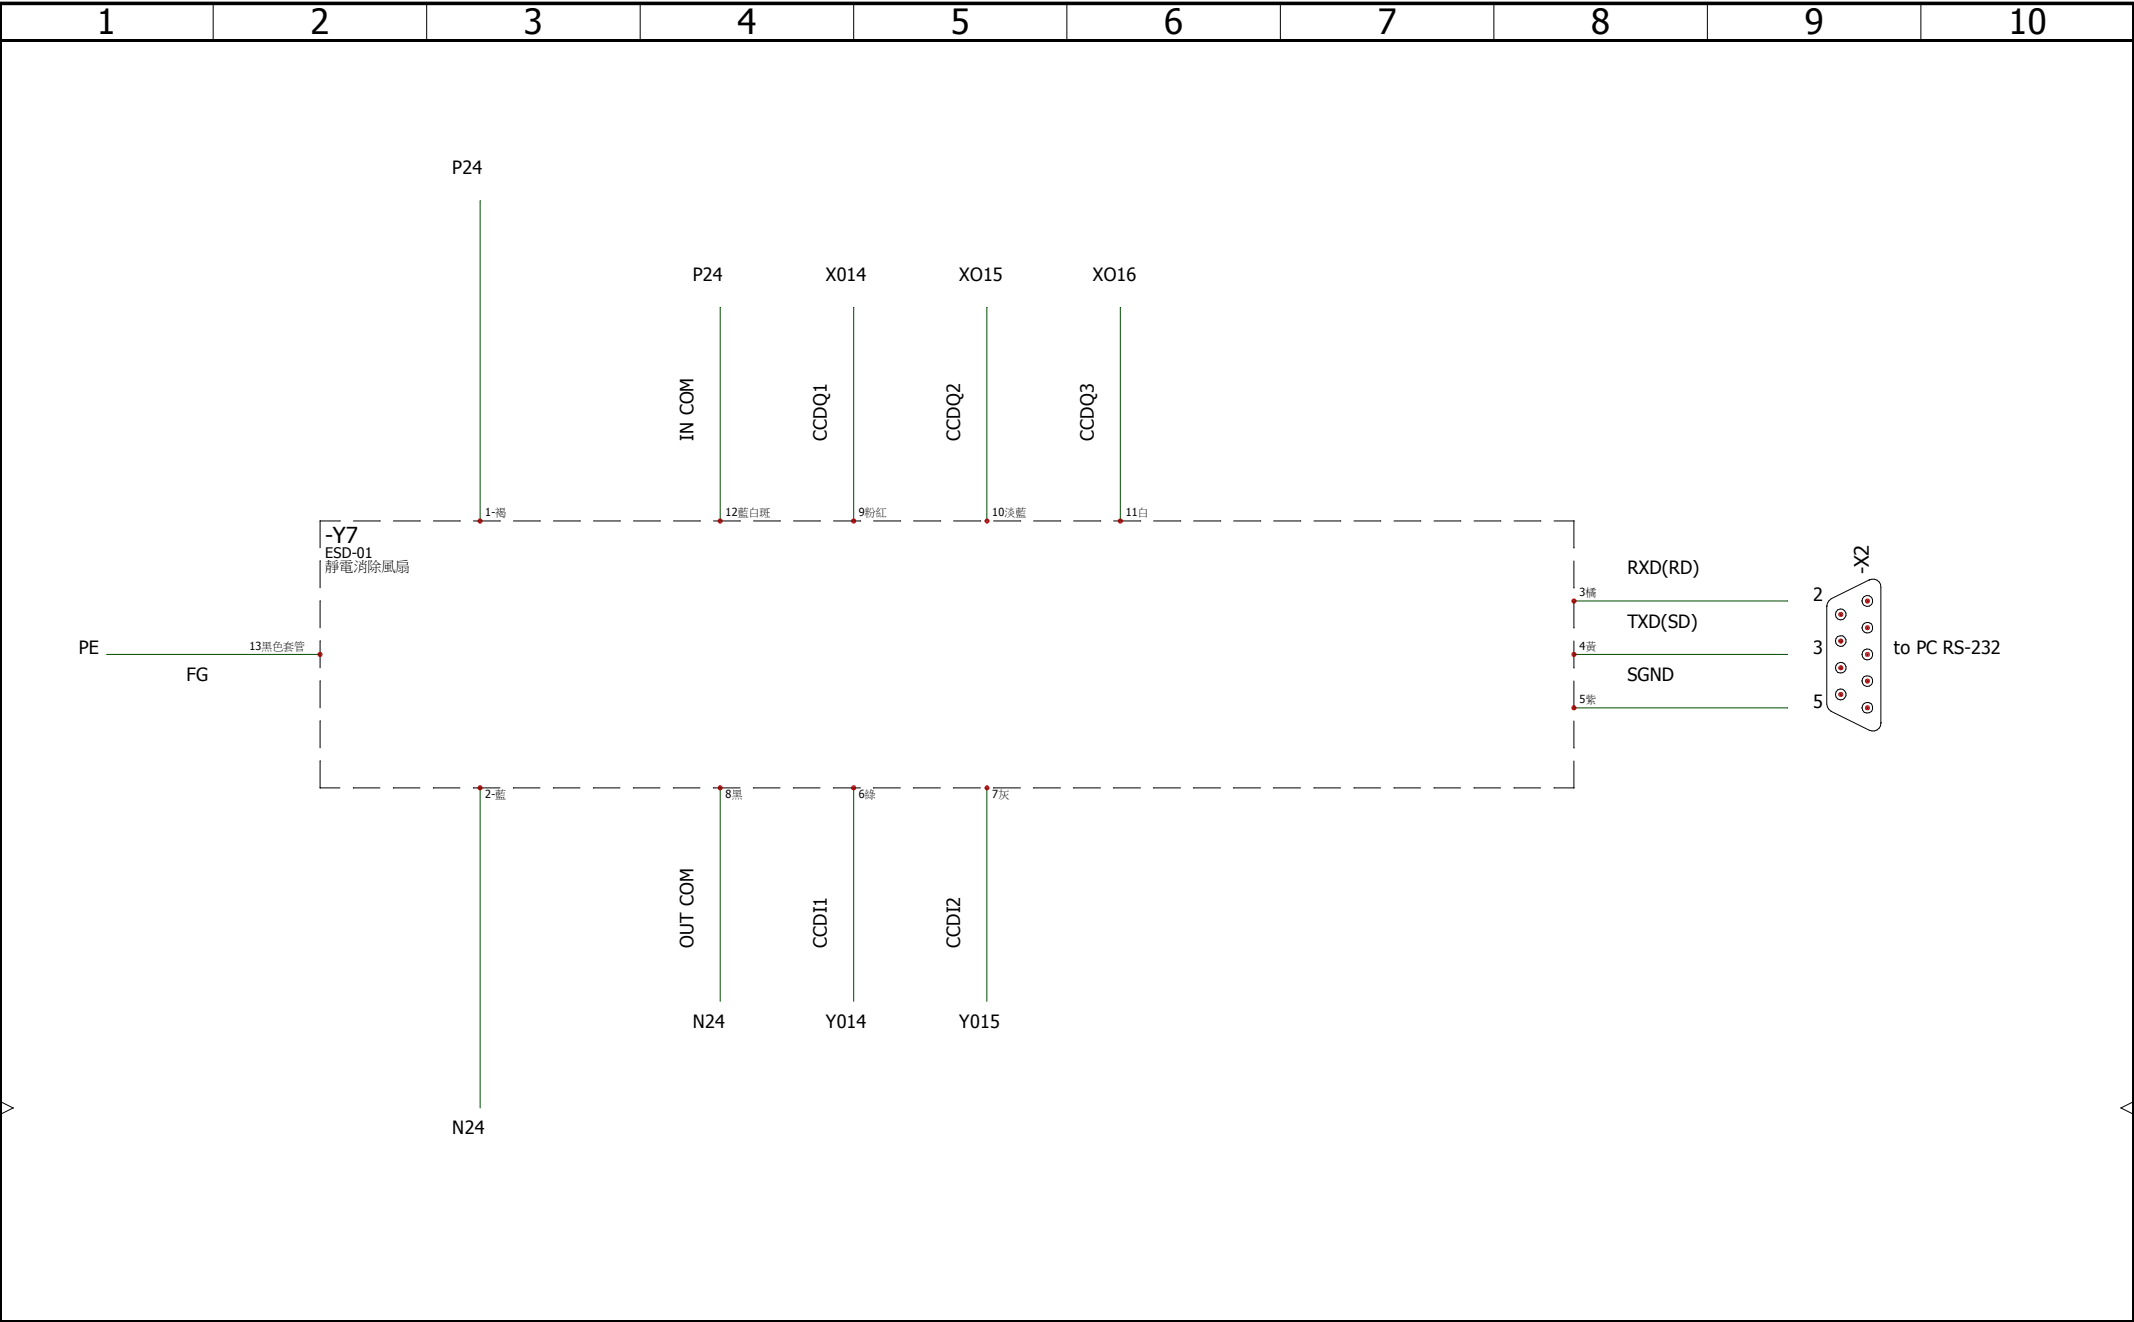 1 2 3 4 5 6 7 8 9 10
P24
P24 X014 XO15 XO16
IN COM CCDQ1 CCDQ2 CCDQ3
1-褐 12藍白斑 9粉紅 10淡藍 11白
-Y7
ESD-01
靜電消除風扇
-X2
RXD(RD)
3橘 2
TXD(SD)
PE 13黑色套管 4黃 3 to PC RS-232
FG SGND
5紫 5
2-藍 8黑 6綠 7灰
OUT COM CCDI1 CCDI2
N24 Y014 Y015
N24